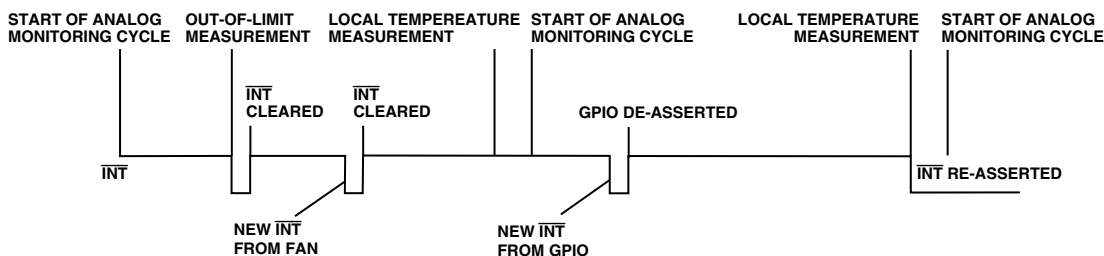 START OF ANALOG
MONITORING CYCLE
OUT-OF-LIMIT
MEASUREMENT
LOCAL TEMPEREATURE
MEASUREMENT
START OF ANALOG
MONITORING CYCLE
LOCAL TEMPERATURE
MEASUREMENT
START OF ANALOG
MONITORING CYCLE
INT
CLEARED
INT
CLEARED
GPIO DE-ASSERTED
INT
INT RE-ASSERTED
NEW INT
FROM FAN
NEW INT
FROM GPIO